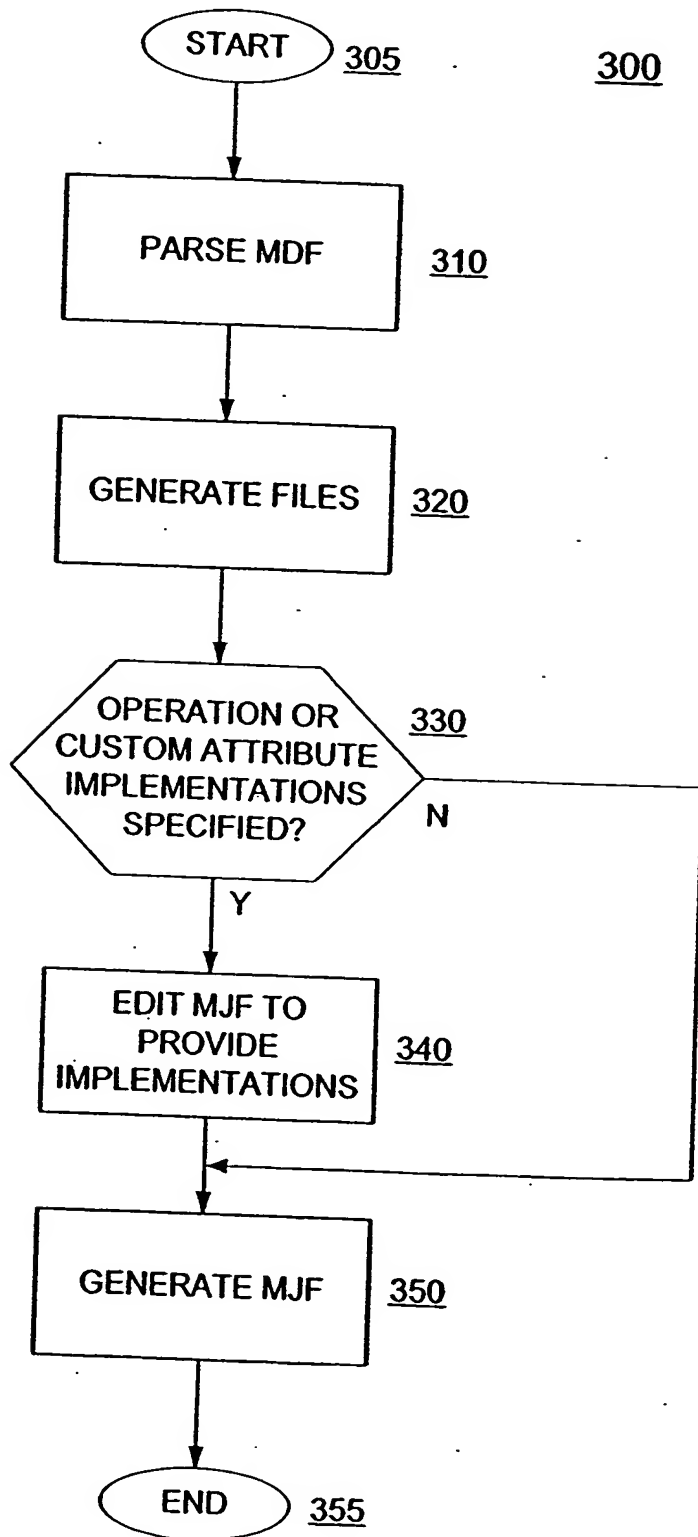 START
305
300
PARSE MDF
310
GENERATE FILES
320
OPERATION OR
CUSTOM ATTRIBUTE
IMPLEMENTATIONS
SPECIFIED?
330
N
Y
EDIT MJF TO
PROVIDE
IMPLEMENTATIONS
340
GENERATE MJF
350
END
355